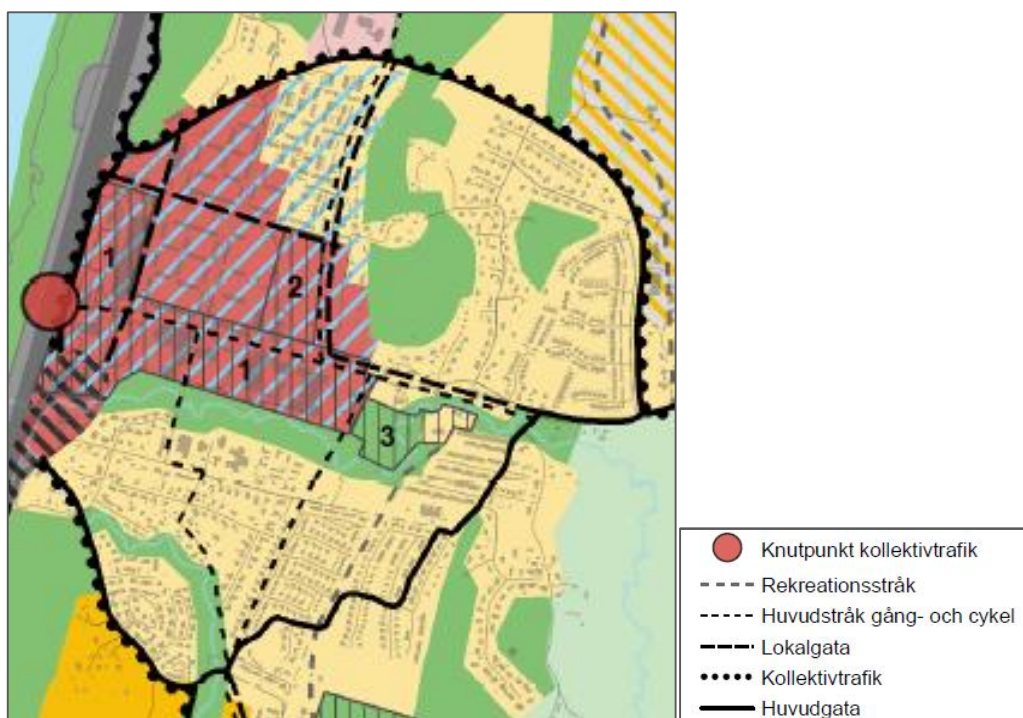 1
2
1
3
Knutpunkt kollektivtrafik
Rekreationsstråk
Huvudstråk gång- och cykel
Lokalgata
Kollektivtrafik
Huvudgata